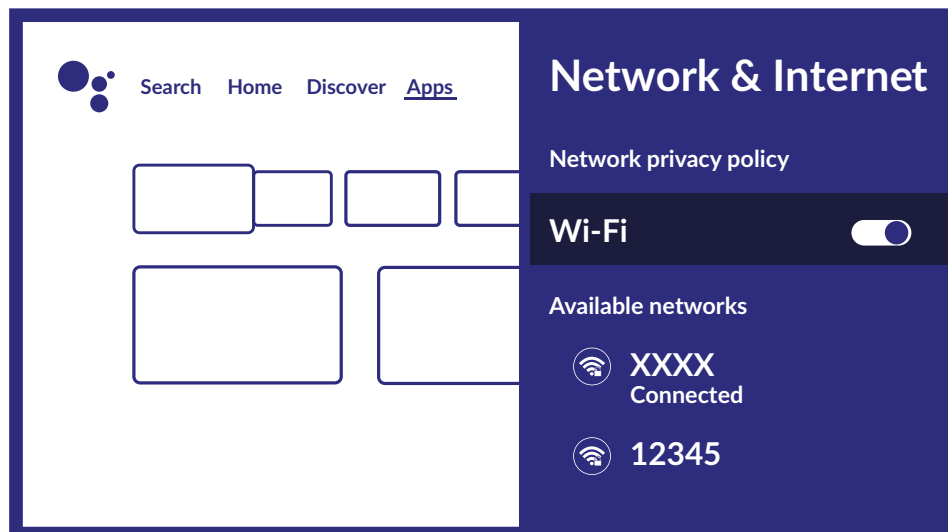 Search Home Discover Apps
Network & Internet
Network privacy policy
Wi-Fi
Available networks
XXXX
Connected
12345